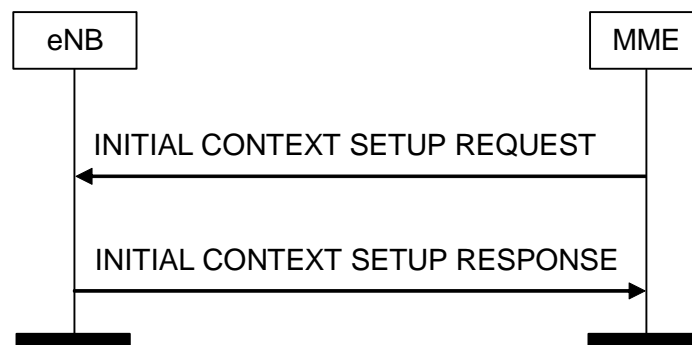 eNB
MME
INITIAL CONTEXT SETUP REQUEST
INITIAL CONTEXT SETUP RESPONSE